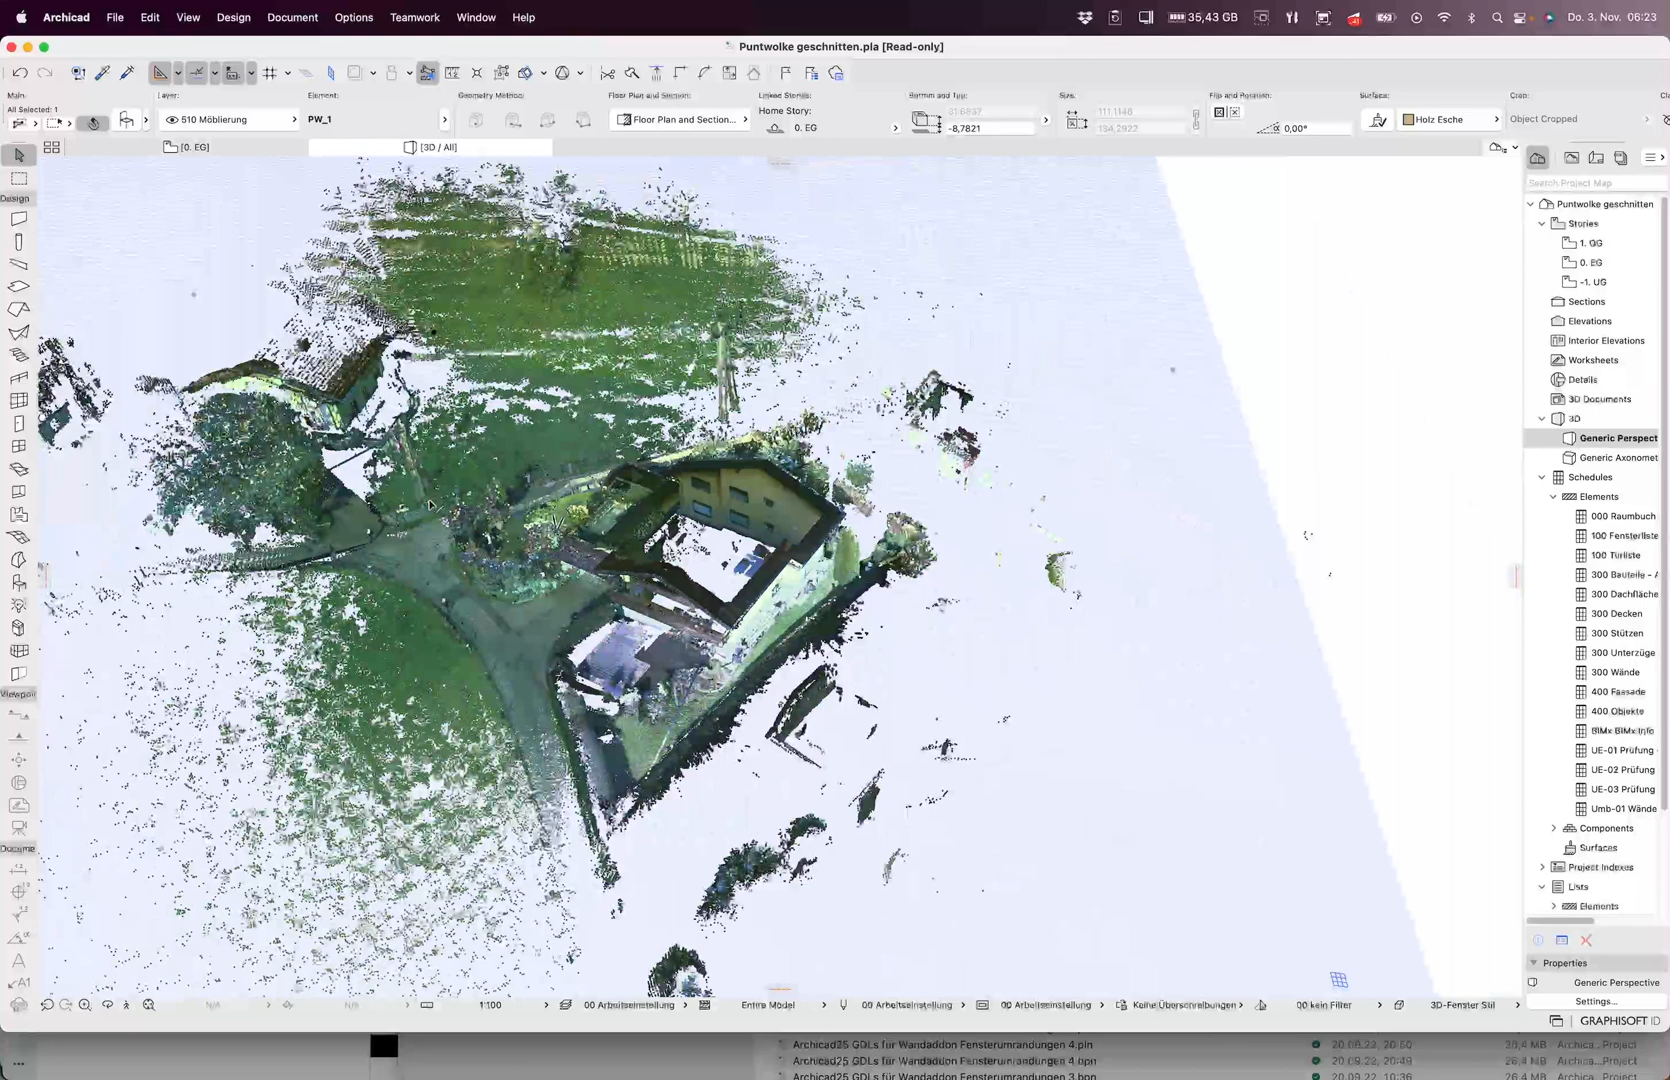 Archicad File Edit View Design Document Options Teamwork Window Help 35,43 GB Do. 3. Nov. 06:23
Puntwolke geschnitten.pla [Read-only]
Main:
Layer:
Element:
Geometry Method:
Floor Plan and Section:
Linked Stories:
Bottom and Top:
Size:
Flip and Rotation:
Surface:
Crop:
All Selected: 1
510 Möblierung
PW_1
Floor Plan and Section...
Home Story:
0. EG
31,6837
-8,7821
111,1146
134,2922
0,00°
Holz Esche
Object Cropped
[0. EG]
[3D / All]
Design
Viewpoi
Docume
Search Project Map
Puntwolke geschnitten
Stories
1. OG
0. EG
-1. UG
Sections
Elevations
Interior Elevations
Worksheets
Details
3D Documents
3D
Generic Perspect
Generic Axonomet
Schedules
Elements
000 Raumbuch
100 Fensterliste
100 Türliste
300 Bauteile - A
300 Dachfläche
300 Decken
300 Stützen
300 Unterzüge
300 Wände
400 Fassade
400 Objekte
BIMx BIMx Info
UE-01 Prüfung
UE-02 Prüfung
UE-03 Prüfung
Umb-01 Wände
Components
Surfaces
Project Indexes
Lists
Elements
Properties
Generic Perspective
Settings...
N/A
N/A
1:100
00 Arbeitseinstellung
Entire Model
00 Arbeitseinstellung
00 Arbeitseinstellung
Keine Überschreibungen
00 kein Filter
3D-Fenster Stil
GRAPHISOFT ID
Archicad25 GDLs für Wandaddon Fensterumrandungen 4.pln 20.09.22, 20:50 26,4 MB Archica...Project
Archicad25 GDLs für Wandaddon Fensterumrandungen 4.bpn 20.09.22, 20:49 26,4 MB Archica...Project
Archicad25 GDLs für Wandaddon Fensterumrandungen 3.bpn 20.09.22, 10:36 26,4 MB Archica...Project